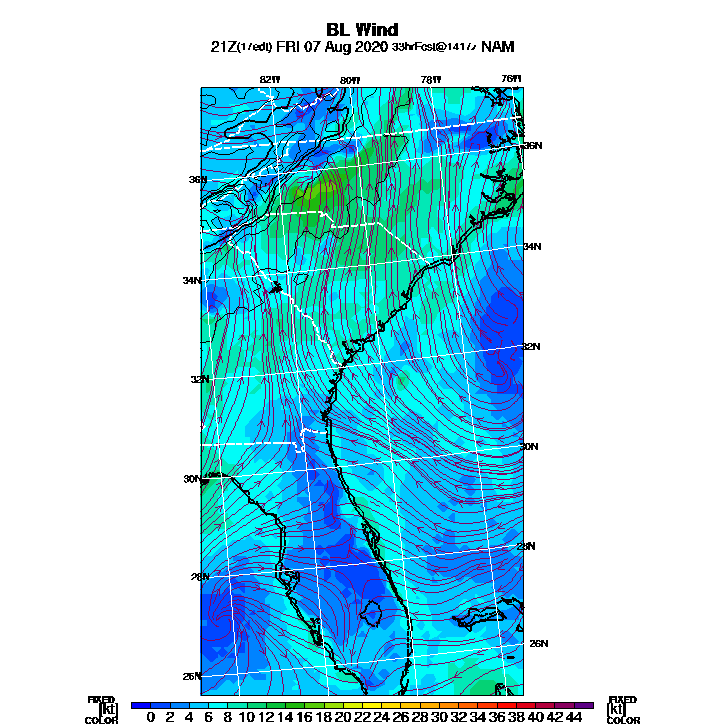 BL Wind
21Z(17edt) FRI 07 Aug 2020 33hrFcst@1417z NAM
82W 80W 78W 76W
36N
36N
34N
34N
32N
32N
30N
30N
28N
28N
26N
26N
FIXED FIXED
[kt] 0 2 4 6 8 10 12 14 16 18 20 22 24 26 28 30 32 34 36 38 40 42 44 [kt]
COLOR COLOR